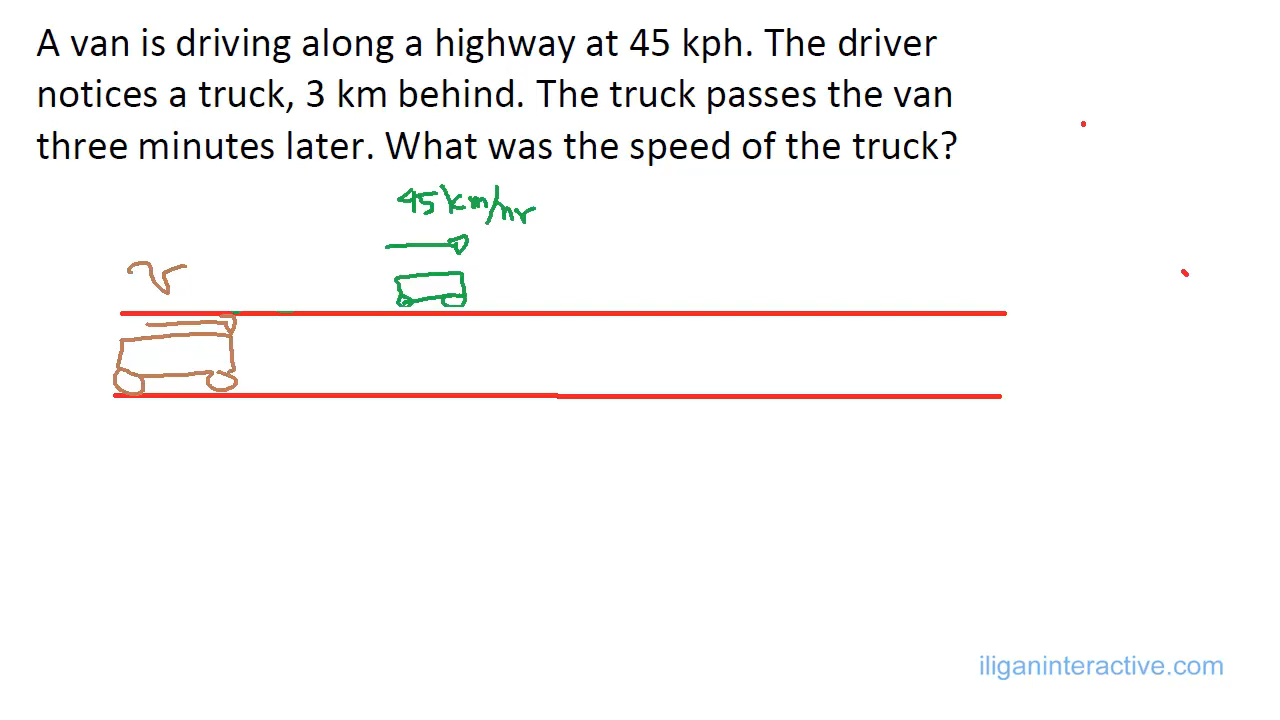 A van is driving along a highway at 45 kph. The driver
notices a truck, 3 km behind. The truck passes the van
three minutes later. What was the speed of the truck?
45 km/hr
v
iliganinteractive.com